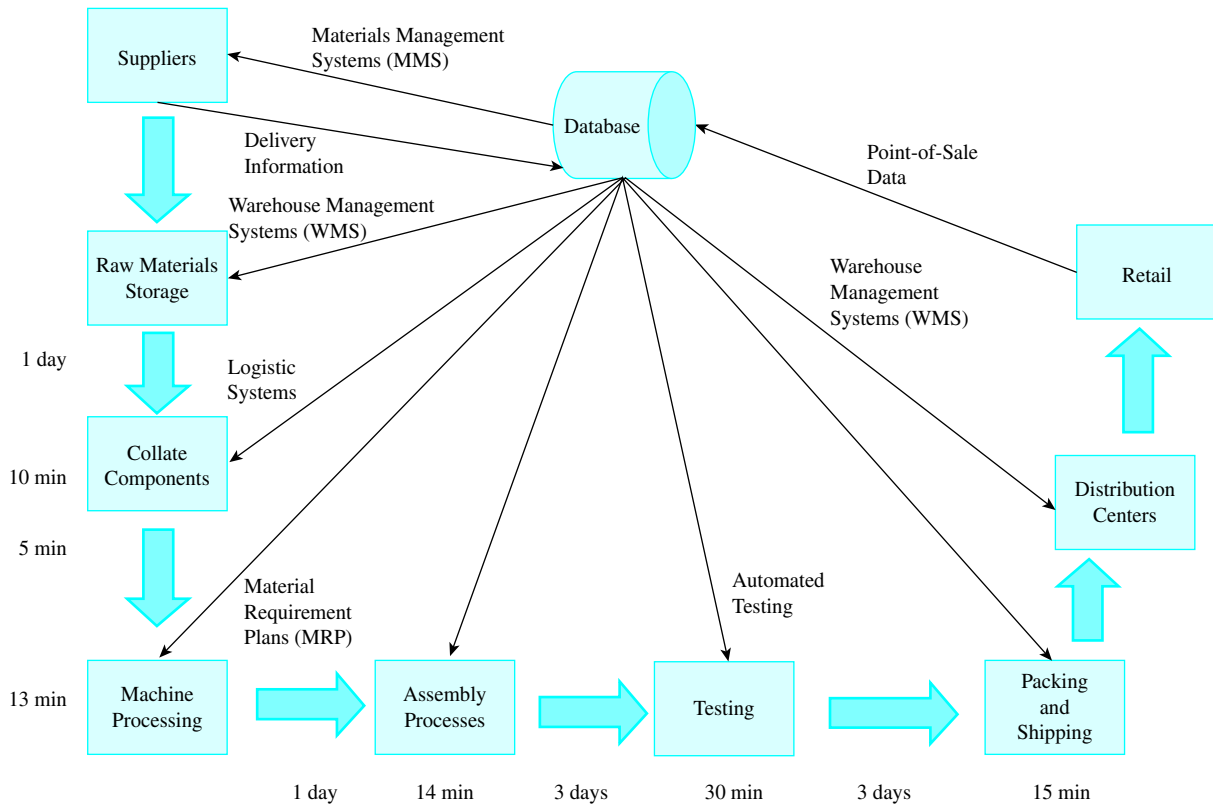 Suppliers
Materials Management
Systems (MMS)
Database
Delivery
Information
Point-of-Sale
Data
Warehouse Management
Systems (WMS)
Raw Materials
Storage
Warehouse
Management
Systems (WMS)
Retail
1 day
Logistic
Systems
Collate
Components
10 min
Distribution
Centers
5 min
Material
Requirement
Plans (MRP)
Automated
Testing
13 min
Machine
Processing
Assembly
Processes
Testing
Packing
and
Shipping
1 day
14 min
3 days
30 min
3 days
15 min